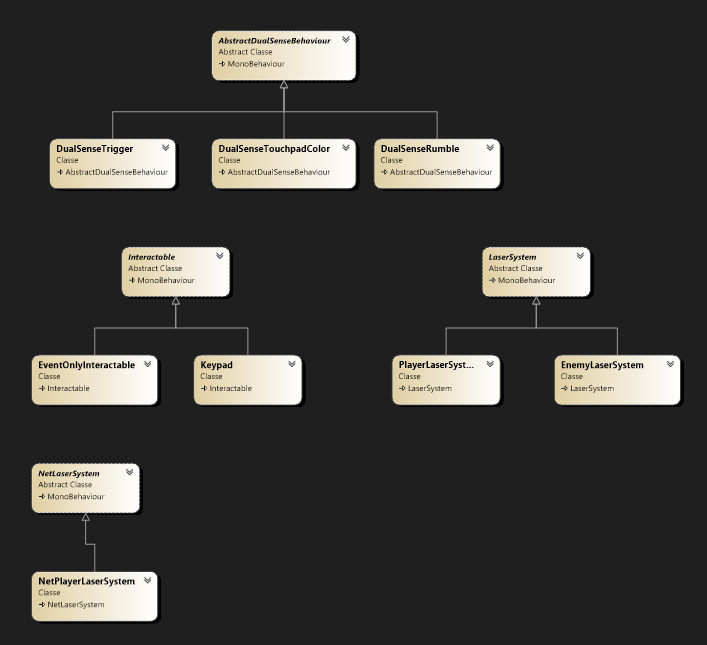 AbstractDualSenseBehaviour
Abstract Classe
MonoBehaviour
DualSenseTrigger
Classe
AbstractDualSenseBehaviour
DualSenseTouchpadColor
Classe
AbstractDualSenseBehaviour
DualSenseRumble
Classe
AbstractDualSenseBehaviour
Interactable
Abstract Classe
MonoBehaviour
LaserSystem
Abstract Classe
MonoBehaviour
EventOnlyInteractable
Classe
Interactable
Keypad
Classe
Interactable
PlayerLaserSyst...
Classe
LaserSystem
EnemyLaserSystem
Classe
LaserSystem
NetLaserSystem
Abstract Classe
MonoBehaviour
NetPlayerLaserSystem
Classe
NetLaserSystem